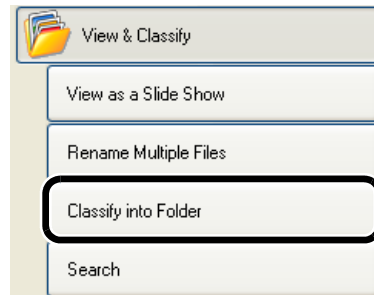 View & Classify
View as a Slide Show
Rename Multiple Files
Classify into Folder
Search